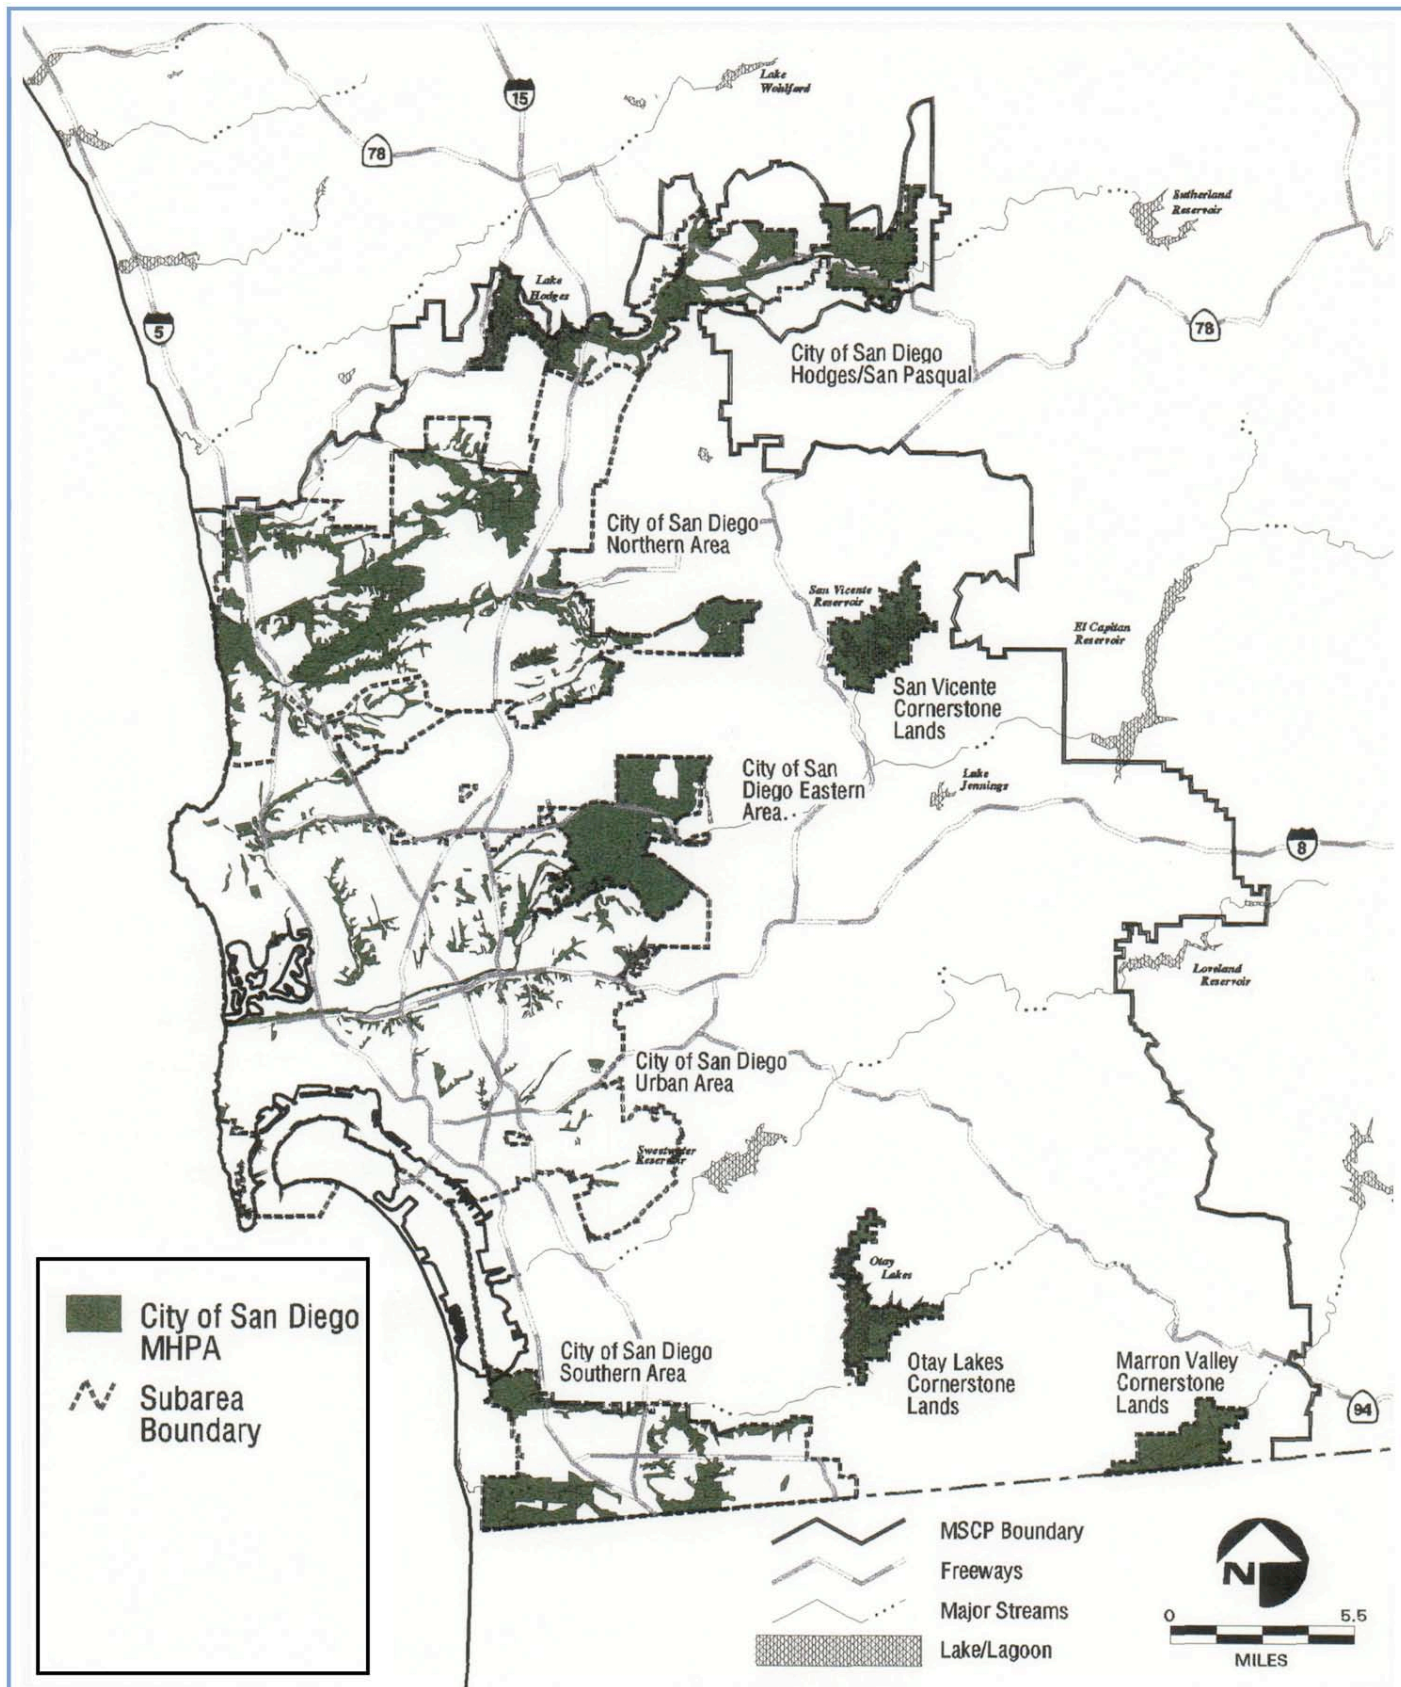 Lake
Wohlford
15
78
Sutherland
Reservoir
Lake
Hodges
5
78
City of San Diego
Hodges/San Pasqual
City of San Diego
Northern Area
San Vicente
Reservoir
El Capitan
Reservoir
San Vicente
Cornerstone
Lands
City of San
Diego Eastern
Area.
Lake
Jennings
8
Loveland
Reservoir
City of San Diego
Urban Area
Sweetwater
Reservoir
Otay
Lakes
City of San Diego
MHPA
Subarea
Boundary
City of San Diego
Southern Area
Otay Lakes
Cornerstone
Lands
Marron Valley
Cornerstone
Lands
94
MSCP Boundary
Freeways
Major Streams
Lake/Lagoon
N
0 5.5
MILES